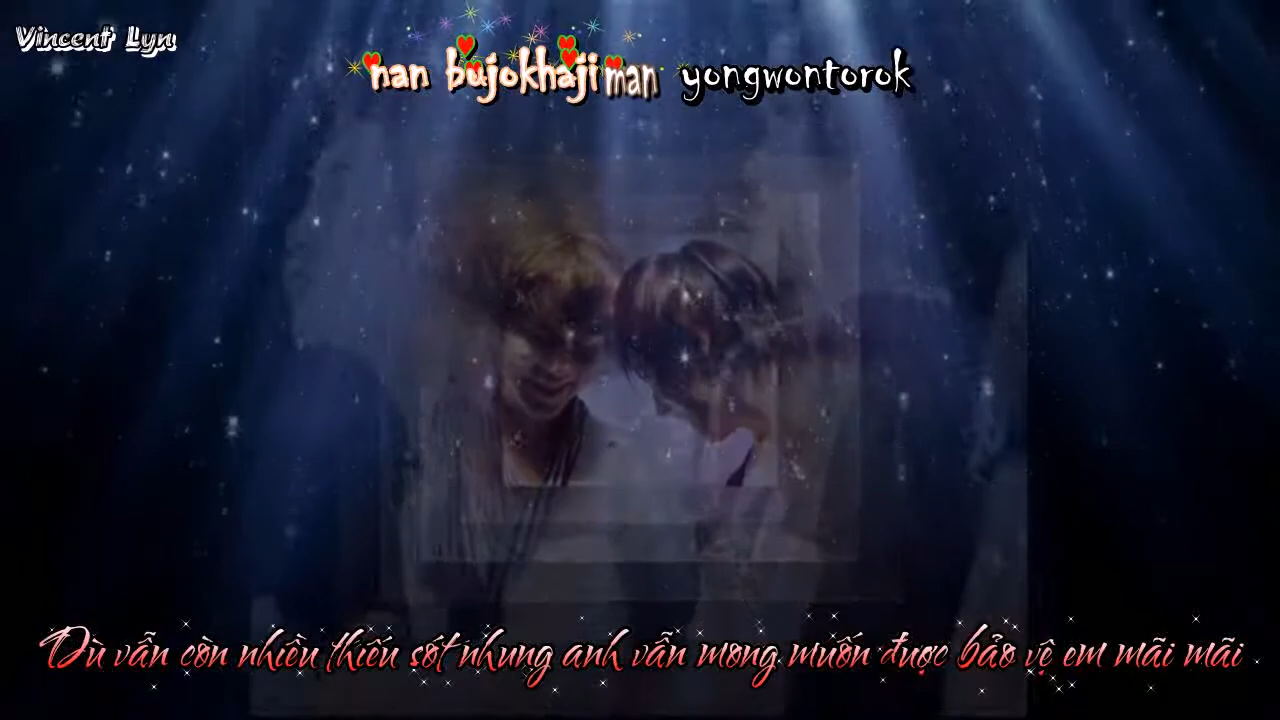 Vincent Lyn
nan bujokhajiman yongwontorok
Dù vẫn còn nhiều thiếu sót nhưng anh vẫn mong muốn được bảo vệ em mãi mãi